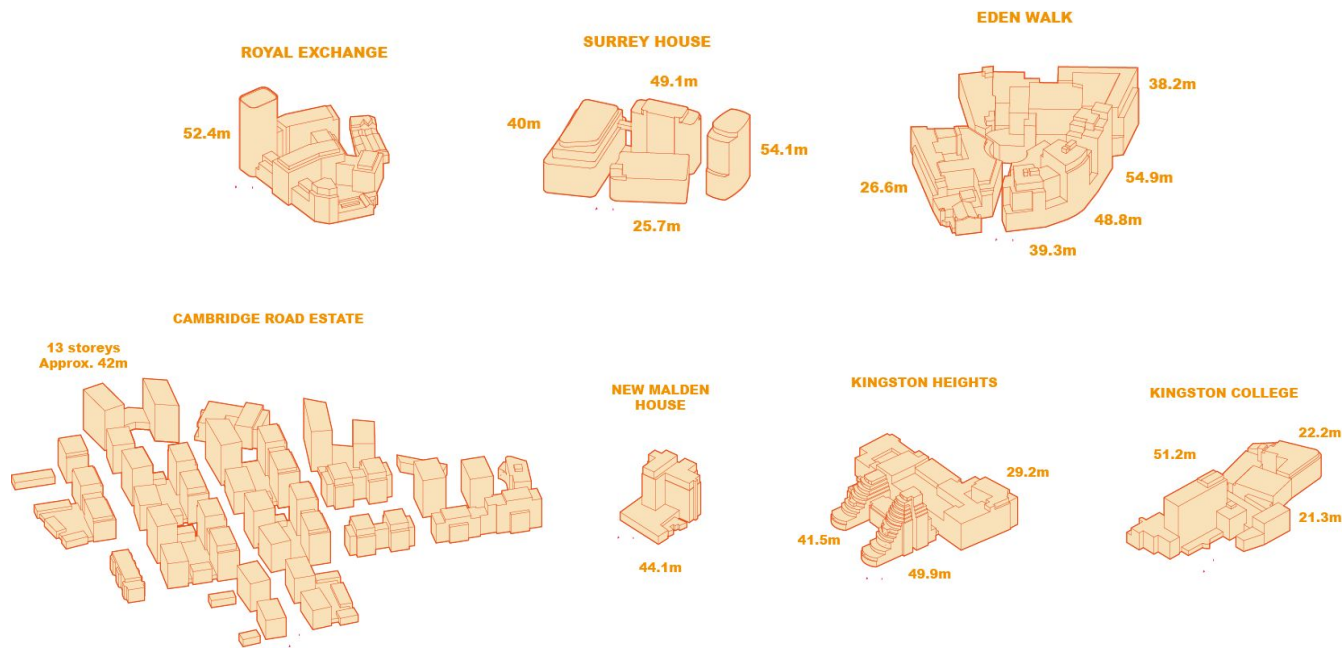 ROYAL EXCHANGE
52.4m
SURREY HOUSE
49.1m
40m
54.1m
25.7m
EDEN WALK
38.2m
26.6m
54.9m
48.8m
39.3m
CAMBRIDGE ROAD ESTATE
13 storeys
Approx. 42m
NEW MALDEN
HOUSE
44.1m
KINGSTON HEIGHTS
29.2m
41.5m
49.9m
KINGSTON COLLEGE
22.2m
51.2m
21.3m